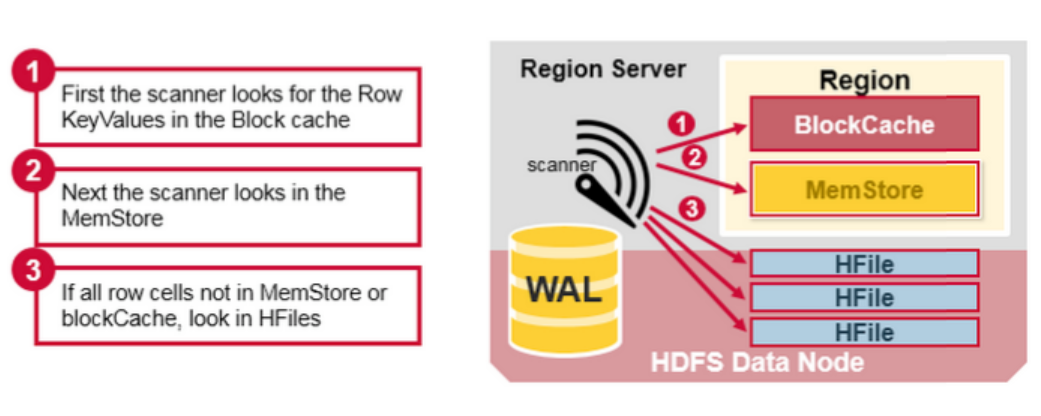 1
First the scanner looks for the Row
KeyValues in the Block cache
2
Next the scanner looks in the
MemStore
3
If all row cells not in MemStore or
blockCache, look in HFiles
Region Server
Region
scanner
1
BlockCache
2
MemStore
3
WAL
HFile
HFile
HFile
HDFS Data Node